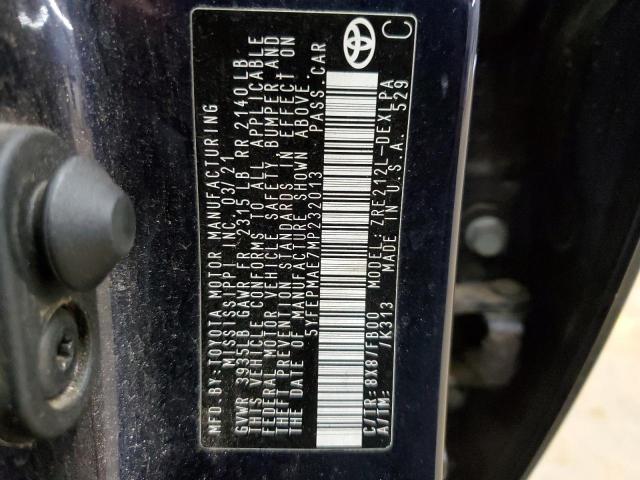 MFD. BY: TOYOTA MOTOR MANUFACTURING
MISSISSIPPI, INC. 03/21
GVWR 3935LB GAWR FR 2315 LB RR 2140LB
THIS VEHICLE CONFORMS TO ALL APPLICABLE
FEDERAL MOTOR VEHICLE SAFETY, BUMPER, AND
THEFT PREVENTION STANDARDS IN EFFECT ON
THE DATE OF MANUFACTURE SHOWN ABOVE.
5YFEPMAE7MP232013 PASS. CAR
C/TR: 8X8/FB00 MODEL: ZRE212L-DEXLPA
A/TM: /K313 MADE IN U.S.A. 529
C